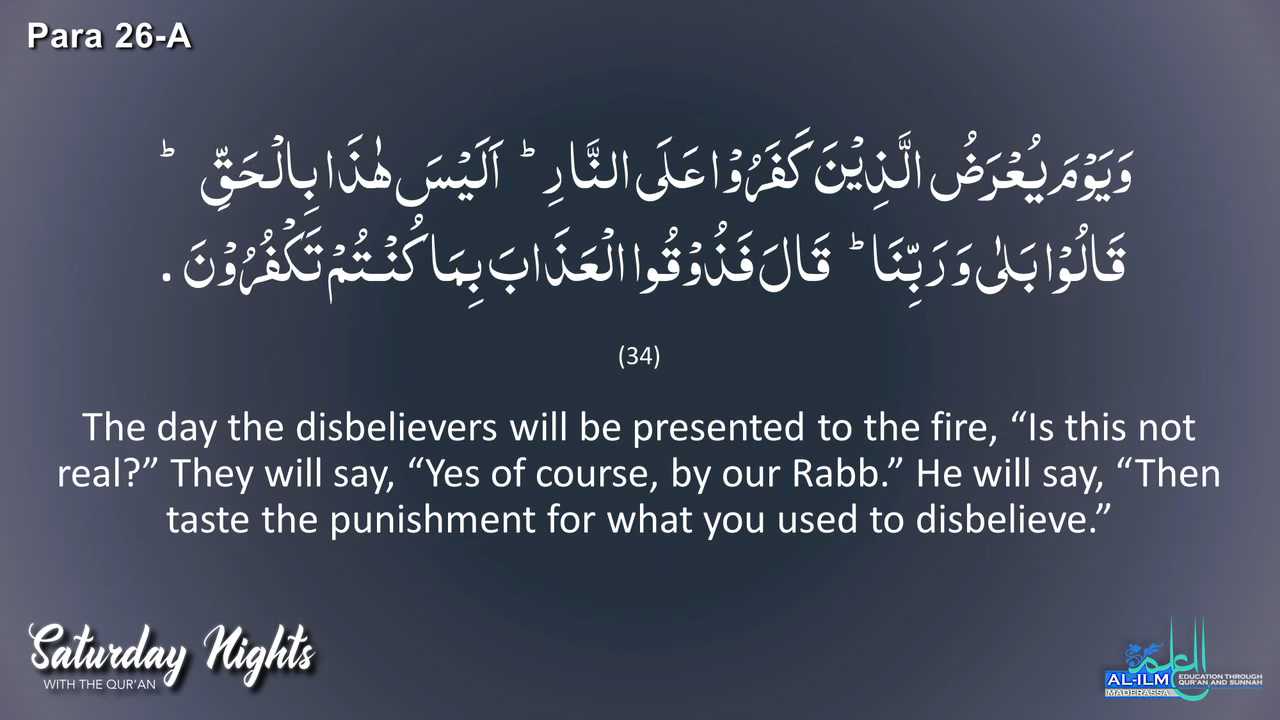 Para 26-A
وَيَوْمَ يُعْرَضُ الَّذِيْنَ كَفَرُوْا عَلَى النَّارِ ؕ اَلَيْسَ هٰذَا بِالْحَقِّ ؕ
قَالُوْا بَلٰى وَرَبِّنَا ؕ قَالَ فَذُوْقُوا الْعَذَابَ بِمَا كُنْتُمْ تَكْفُرُوْنَ .
(34)
The day the disbelievers will be presented to the fire, “Is this not
real?” They will say, “Yes of course, by our Rabb.” He will say, “Then
taste the punishment for what you used to disbelieve.”
Saturday Nights
WITH THE QUR'AN
العلم
AL-ILM
MADERASSA
EDUCATION THROUGH
QUR'AN AND SUNNAH